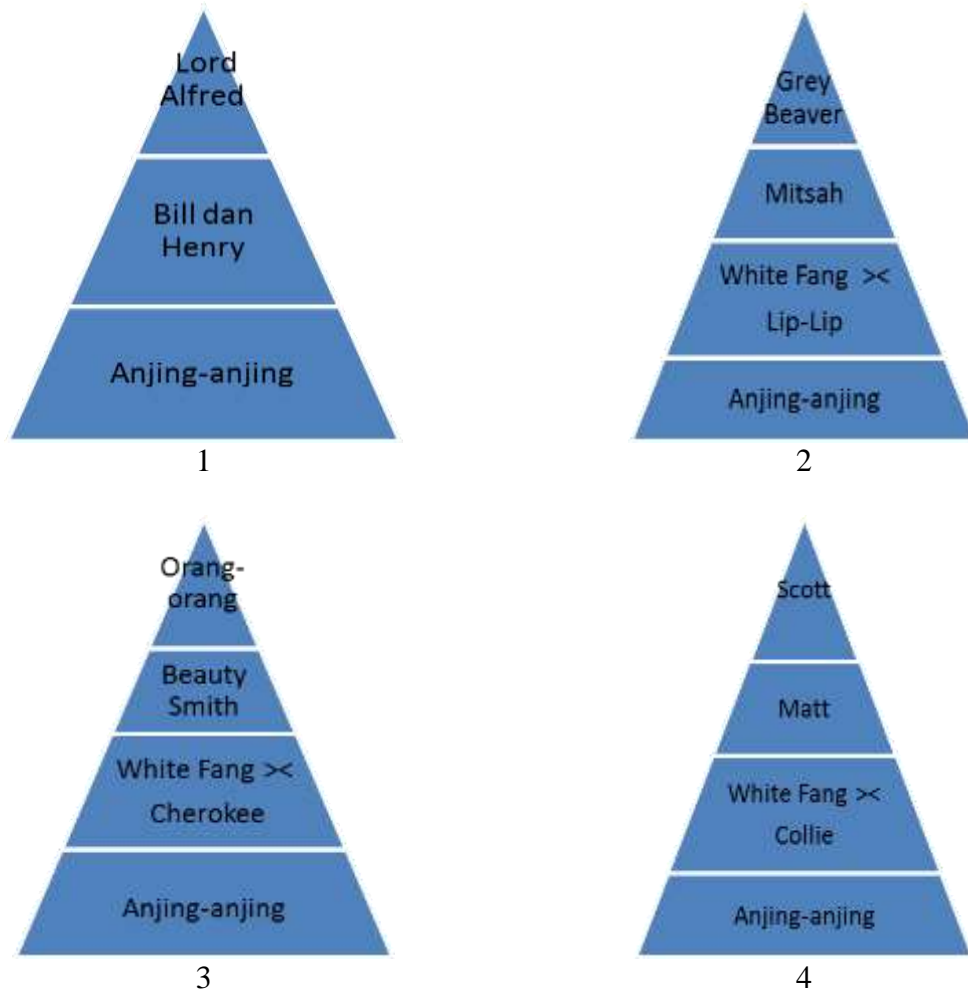 Lord
Alfred
Bill dan
Henry
Anjing-anjing
1
Grey
Beaver
Mitsah
White Fang ><
Lip-Lip
Anjing-anjing
2
Orang-
orang
Beauty
Smith
White Fang ><
Cherokee
Anjing-anjing
3
Scott
Matt
White Fang ><
Collie
Anjing-anjing
4